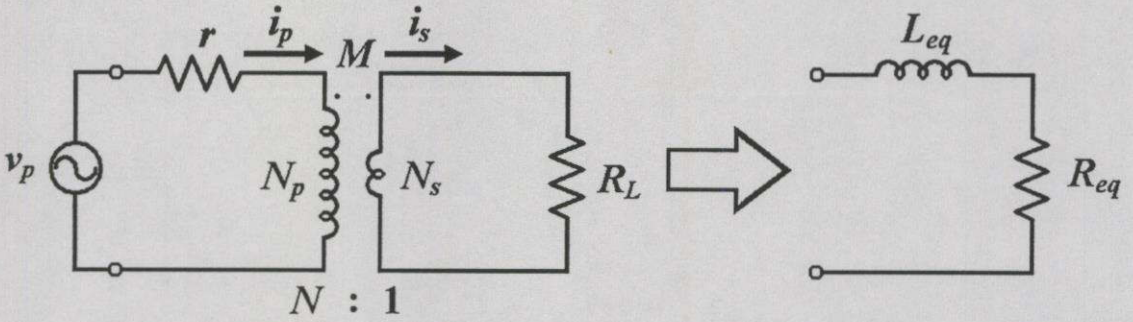 r
i_p
M
i_s
L_eq
v_p
N_p
N_s
R_L
R_eq
N : 1